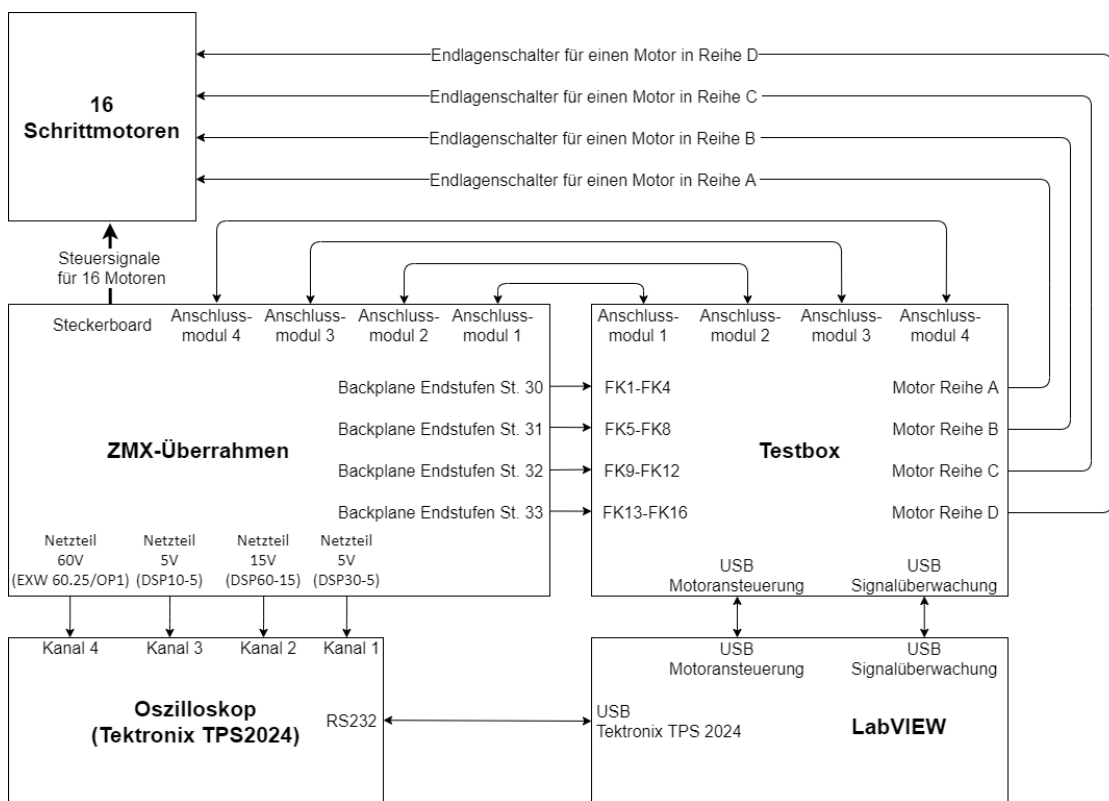 Endlagenschalter für einen Motor in Reihe D
Endlagenschalter für einen Motor in Reihe C
Endlagenschalter für einen Motor in Reihe B
Endlagenschalter für einen Motor in Reihe A
16
Schrittmotoren
Steuersignale
für 16 Motoren
Steckerboard
Anschluss-
modul 4
Anschluss-
modul 3
Anschluss-
modul 2
Anschluss-
modul 1
Backplane Endstufen St. 30
Backplane Endstufen St. 31
Backplane Endstufen St. 32
Backplane Endstufen St. 33
ZMX-Überrahmen
Netzteil
60V
(EXW 60.25/OP1)
Netzteil
5V
(DSP10-5)
Netzteil
15V
(DSP60-15)
Netzteil
5V
(DSP30-5)
Anschluss-
modul 1
Anschluss-
modul 2
Anschluss-
modul 3
Anschluss-
modul 4
FK1-FK4
FK5-FK8
FK9-FK12
FK13-FK16
Testbox
Motor Reihe A
Motor Reihe B
Motor Reihe C
Motor Reihe D
USB
Motoransteuerung
USB
Signalüberwachung
Kanal 4
Kanal 3
Kanal 2
Kanal 1
Oszilloskop
(Tektronix TPS2024)
RS232
USB
Motoransteuerung
USB
Signalüberwachung
USB
Tektronix TPS 2024
LabVIEW